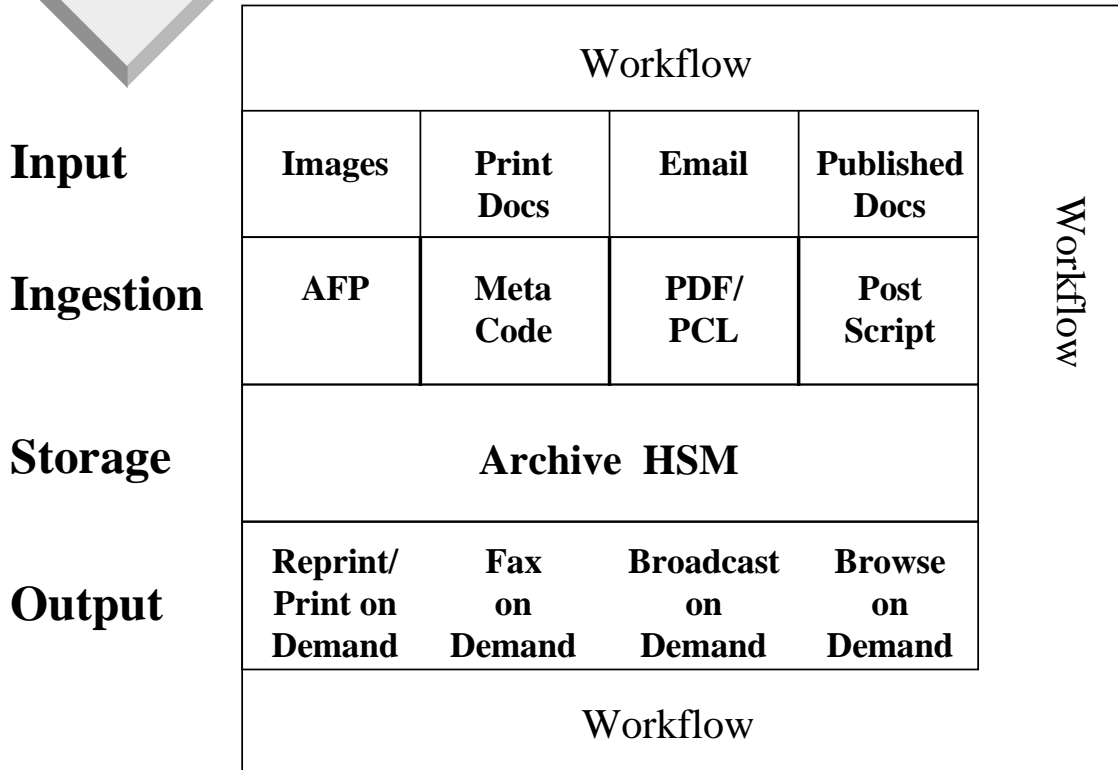 Workflow
Input
Images
Print
Docs
Email
Published
Docs
Workflow
Ingestion
AFP
Meta
Code
PDF/
PCL
Post
Script
Storage
Archive HSM
Output
Reprint/
Print on
Demand
Fax
on
Demand
Broadcast
on
Demand
Browse
on
Demand
Workflow